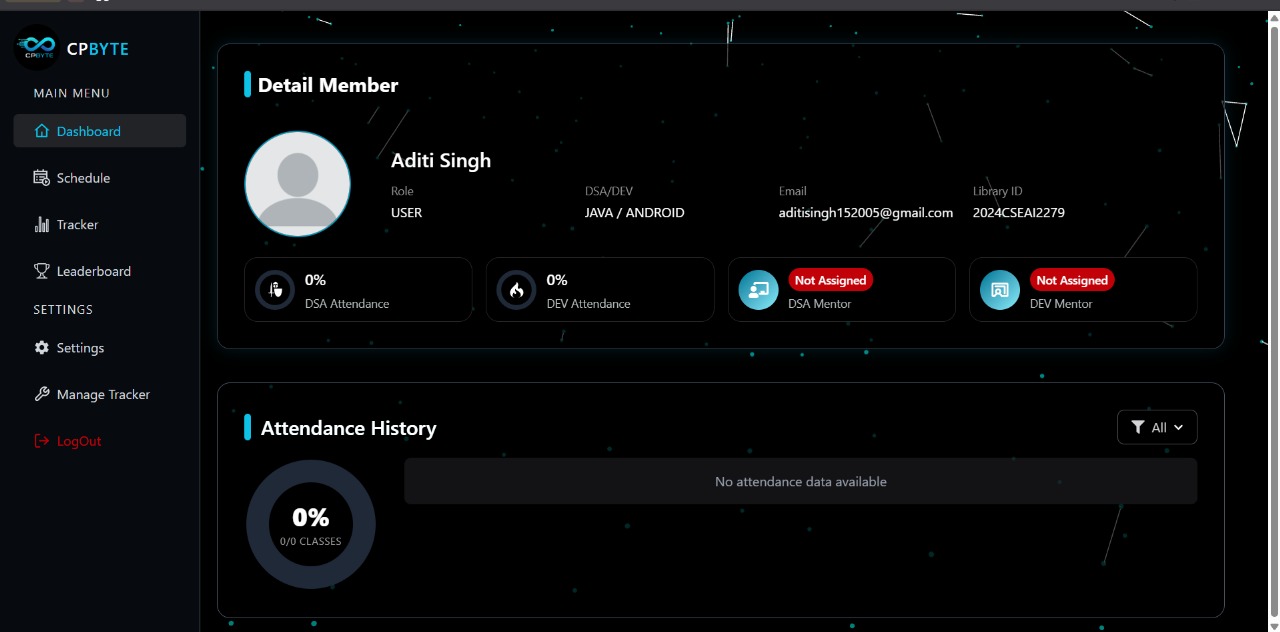 CPBYTE
CPBYTE
MAIN MENU
Dashboard
Schedule
Tracker
Leaderboard
SETTINGS
Settings
Manage Tracker
LogOut
Detail Member
Aditi Singh
Role
USER
DSA/DEV
JAVA / ANDROID
Email
aditisingh152005@gmail.com
Library ID
2024CSEAI2279
0%
DSA Attendance
0%
DEV Attendance
Not Assigned
DSA Mentor
Not Assigned
DEV Mentor
Attendance History
All
0%
0/0 CLASSES
No attendance data available